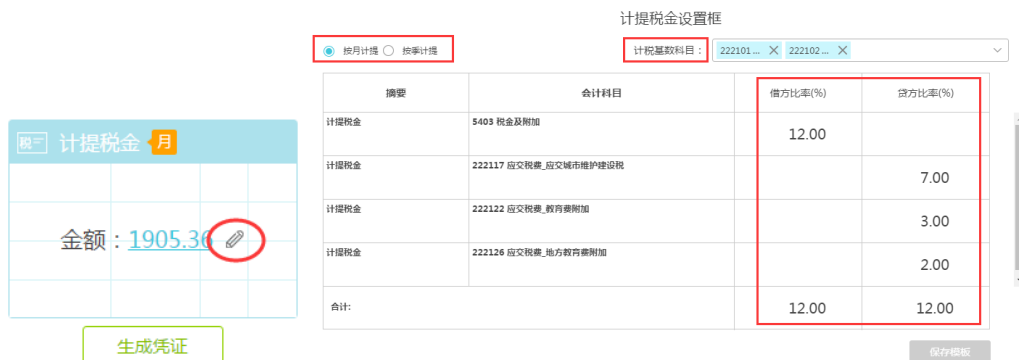 计提税金设置框
按月计提 按季计提
计税基数科目： 222101 ... 222102 ...
摘要 会计科目 借方比率(%) 贷方比率(%)
计提税金 5403 税金及附加 12.00
计提税金 222117 应交税费_应交城市维护建设税 7.00
计提税金 222122 应交税费_教育费附加 3.00
计提税金 222126 应交税费_地方教育费附加 2.00
合计: 12.00 12.00
保存模板
税 计提税金 月
金额：1905.36
生成凭证